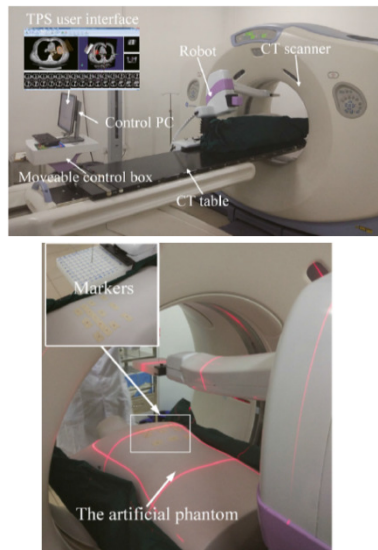 TPS user interface
Robot
CT scanner
Control PC
Moveable control box
CT table
Markers
The artificial phantom